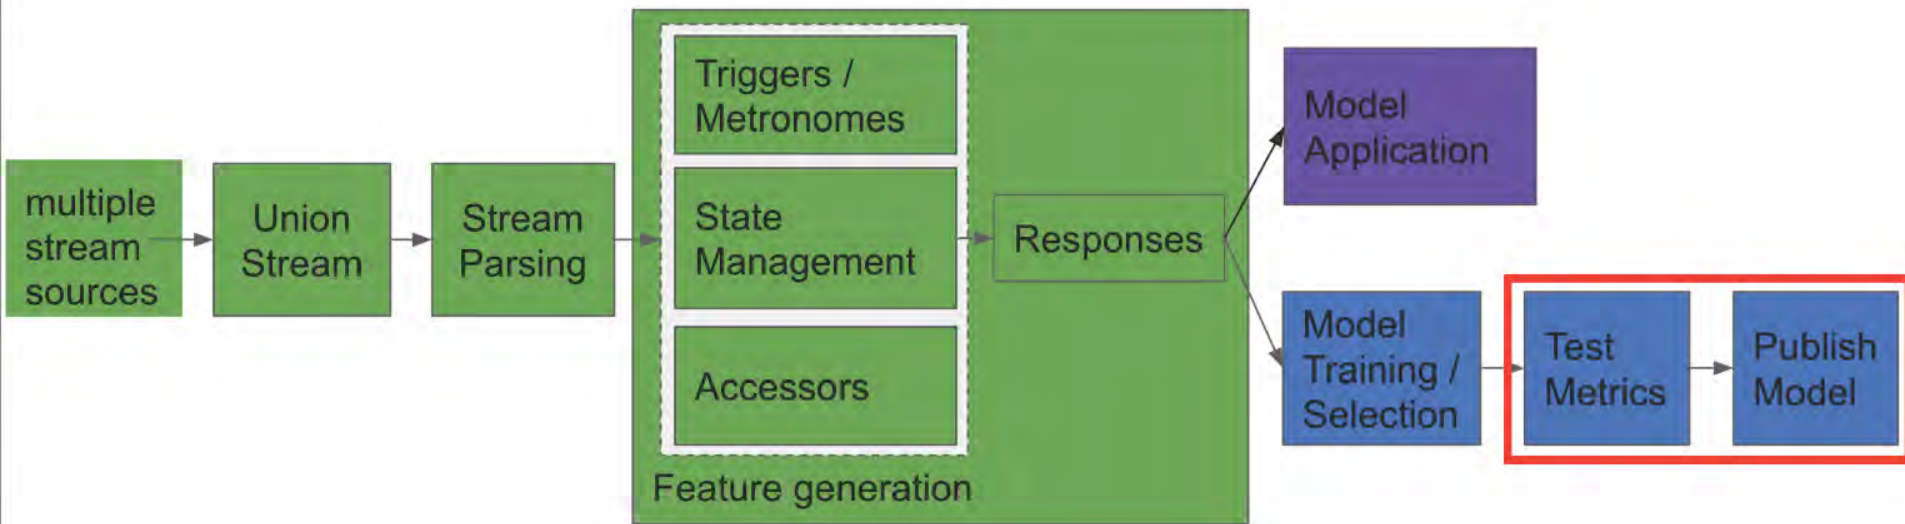 multiple
stream
sources
Union
Stream
Stream
Parsing
Triggers /
Metronomes
State
Management
Accessors
Feature generation
Responses
Model
Application
Model
Training /
Selection
Test
Metrics
Publish
Model